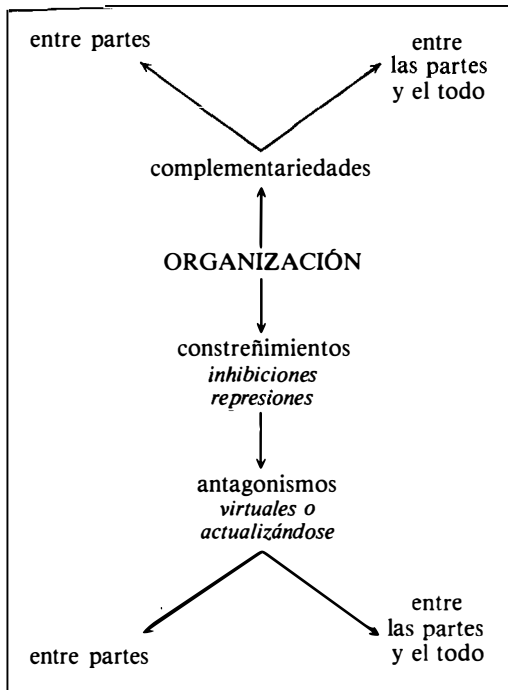 entre partes
entre
las partes
y el todo
complementariedades
ORGANIZACIÓN
constreñimientos
inhibiciones
represiones
antagonismos
virtuales o
actualizándose
entre partes
entre
las partes
y el todo